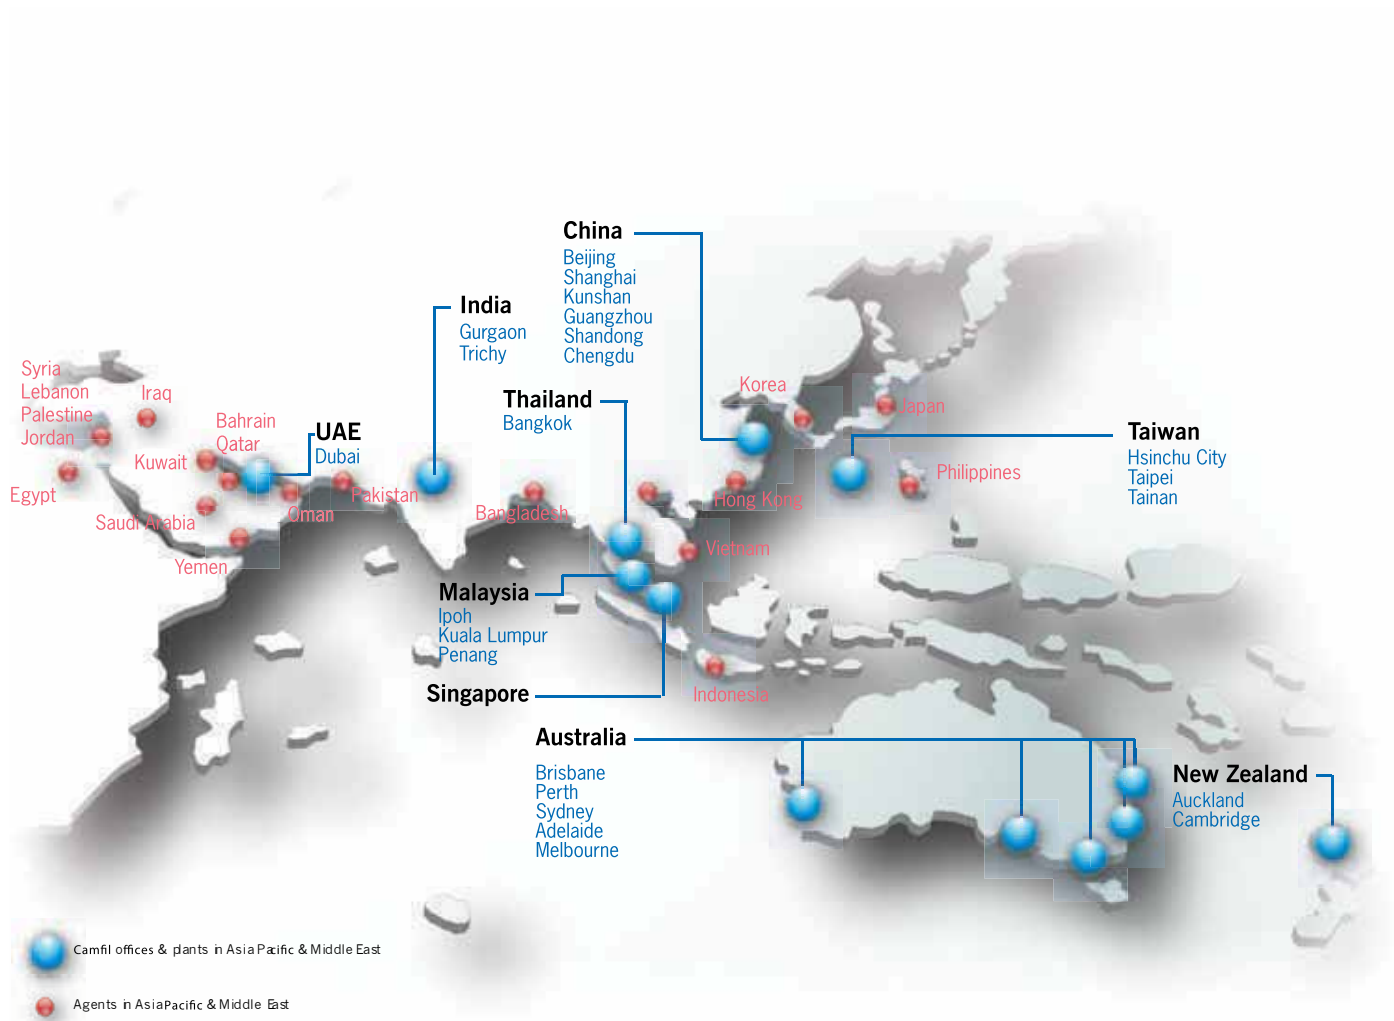 China
Beijing
Shanghai
Kunshan
Guangzhou
Shandong
Chengdu
India
Gurgaon
Trichy
Thailand
Bangkok
Korea
Japan
Syria
Lebanon
Palestine
Jordan
Iraq
Bahrain
Qatar
Kuwait
UAE
Dubai
Egypt
Saudi Arabia
Yemen
Oman
Pakistan
Bangladesh
Hong Kong
Vietnam
Taiwan
Hsinchu City
Taipei
Tainan
Philippines
Malaysia
Ipoh
Kuala Lumpur
Penang
Singapore
Indonesia
Australia
Brisbane
Perth
Sydney
Adelaide
Melbourne
New Zealand
Auckland
Cambridge
Camfil offices & plants in Asia Pacific & Middle East
Agents in Asia Pacific & Middle East